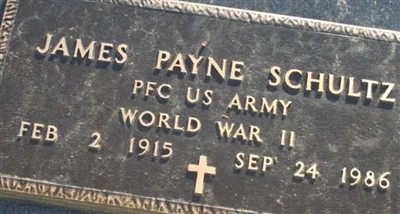 JAMES PAYNE SCHULTZ
PFC US ARMY
WORLD WAR II
FEB 2 1915 SEP 24 1986